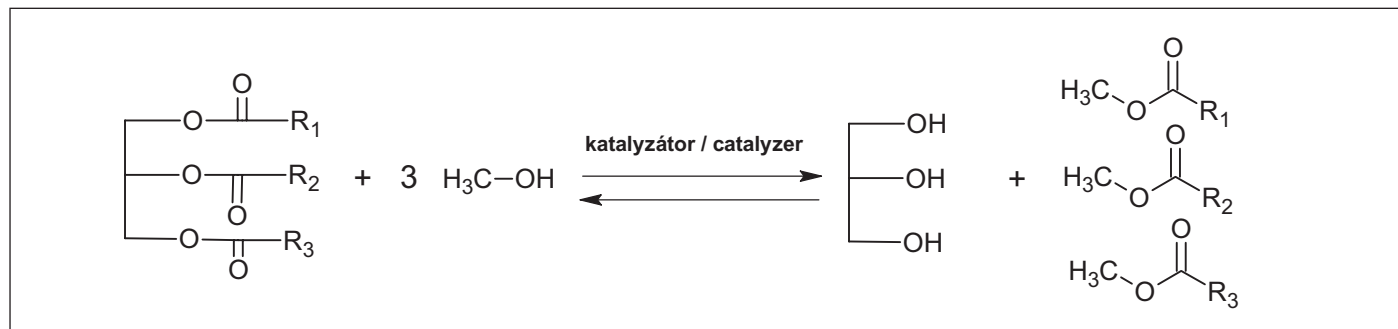 O
O R₁
O R₂
O
O R₃
O
+ 3 H₃C–OH
katalyzátor / catalyzer
OH
OH
OH
+
O
H₃C O R₁
O
H₃C O R₂
O
H₃C O R₃